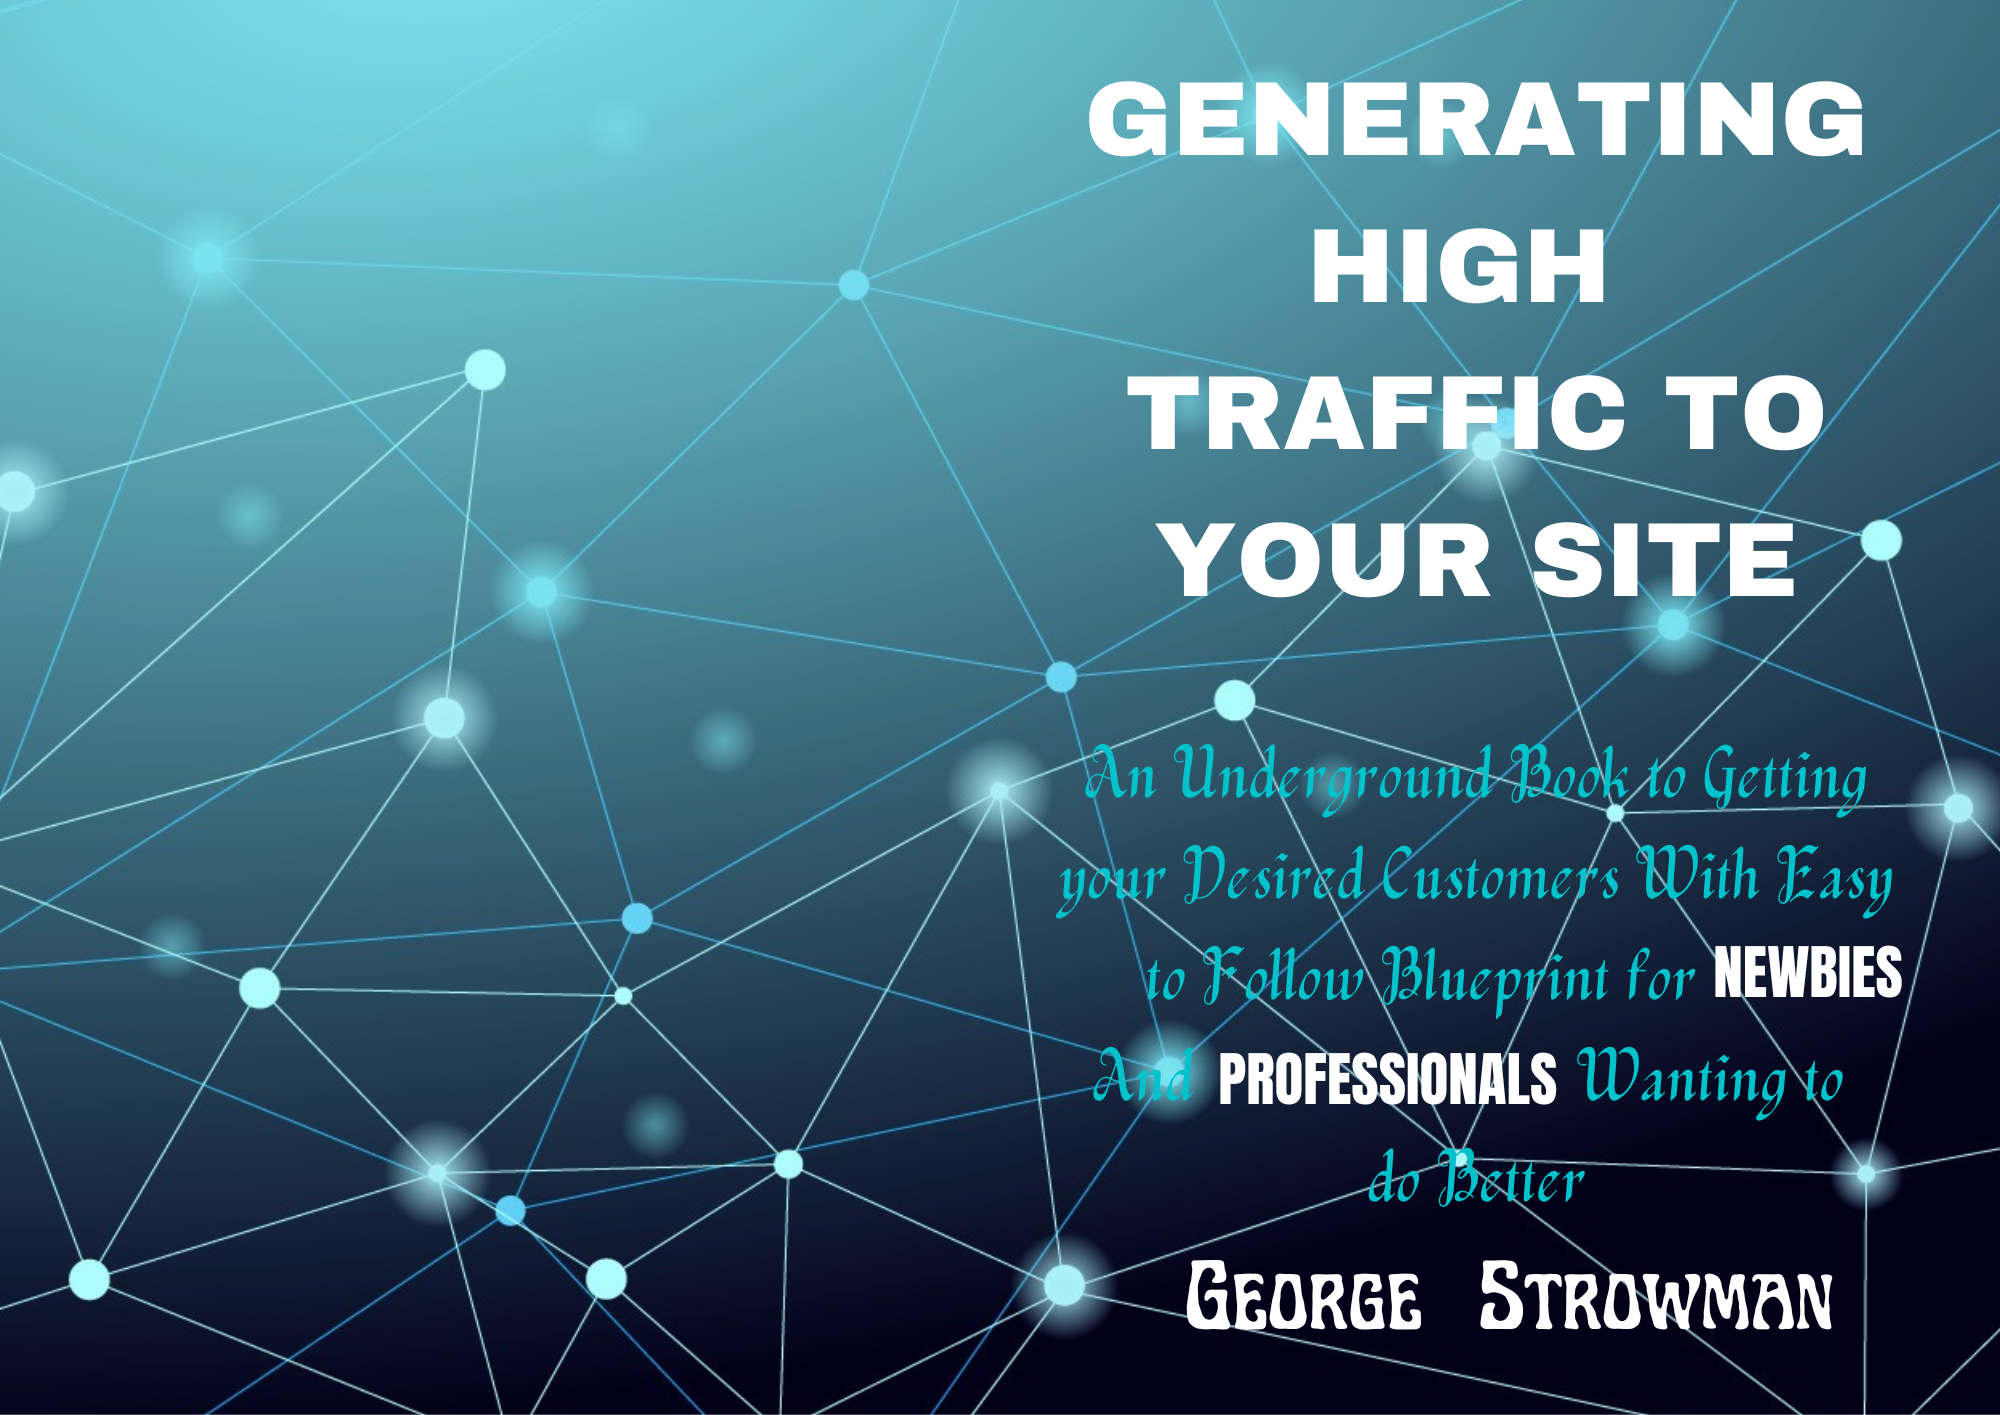 GENERATING
HIGH
TRAFFIC TO
YOUR SITE
An Underground Book to Getting
your Desired Customers With Easy
to Follow Blueprint for NEWBIES
And PROFESSIONALS Wanting to
do Better
GEORGE STROWMAN